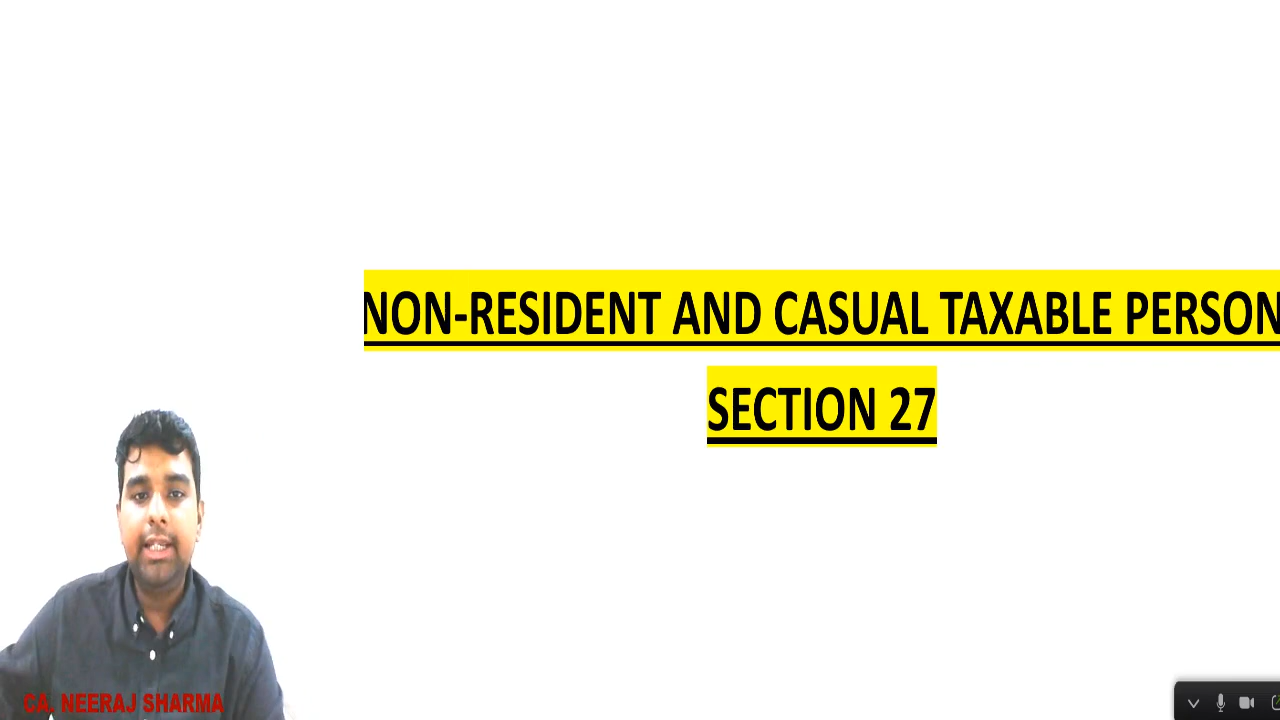 NON-RESIDENT AND CASUAL TAXABLE PERSON
SECTION 27
CA. NEERAJ SHARMA